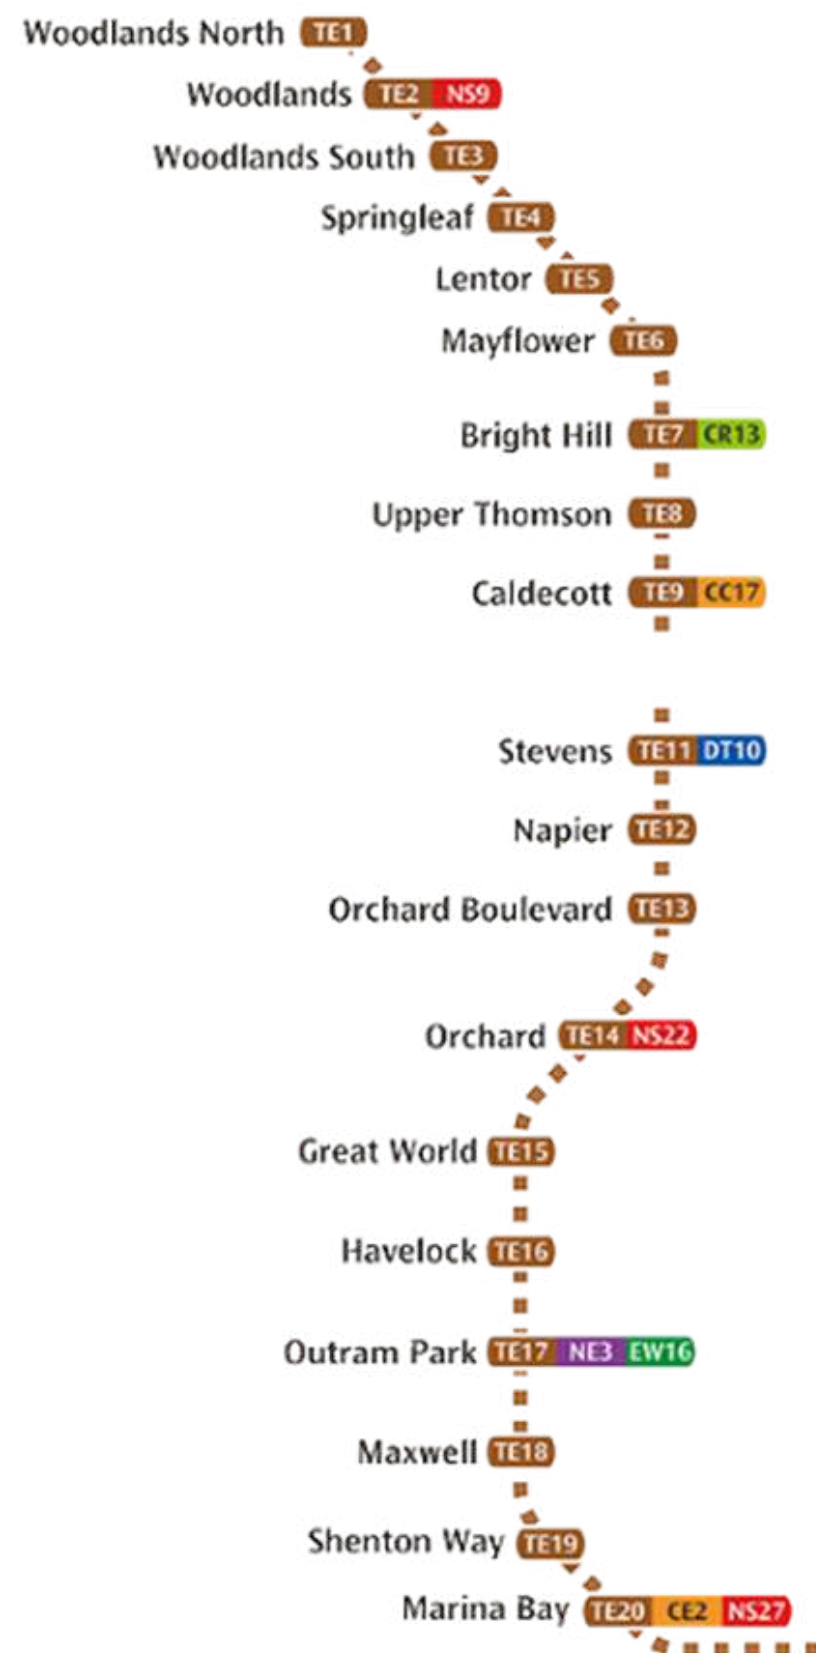 Woodlands North TE1
Woodlands TE2 NS9
Woodlands South TE3
Springleaf TE4
Lentor TE5
Mayflower TE6
Bright Hill TE7 CR13
Upper Thomson TE8
Caldecott TE9 CC17
Stevens TE11 DT10
Napier TE12
Orchard Boulevard TE13
Orchard TE14 NS22
Great World TE15
Havelock TE16
Outram Park TE17 NE3 EW16
Maxwell TE18
Shenton Way TE19
Marina Bay TE20 CE2 NS27